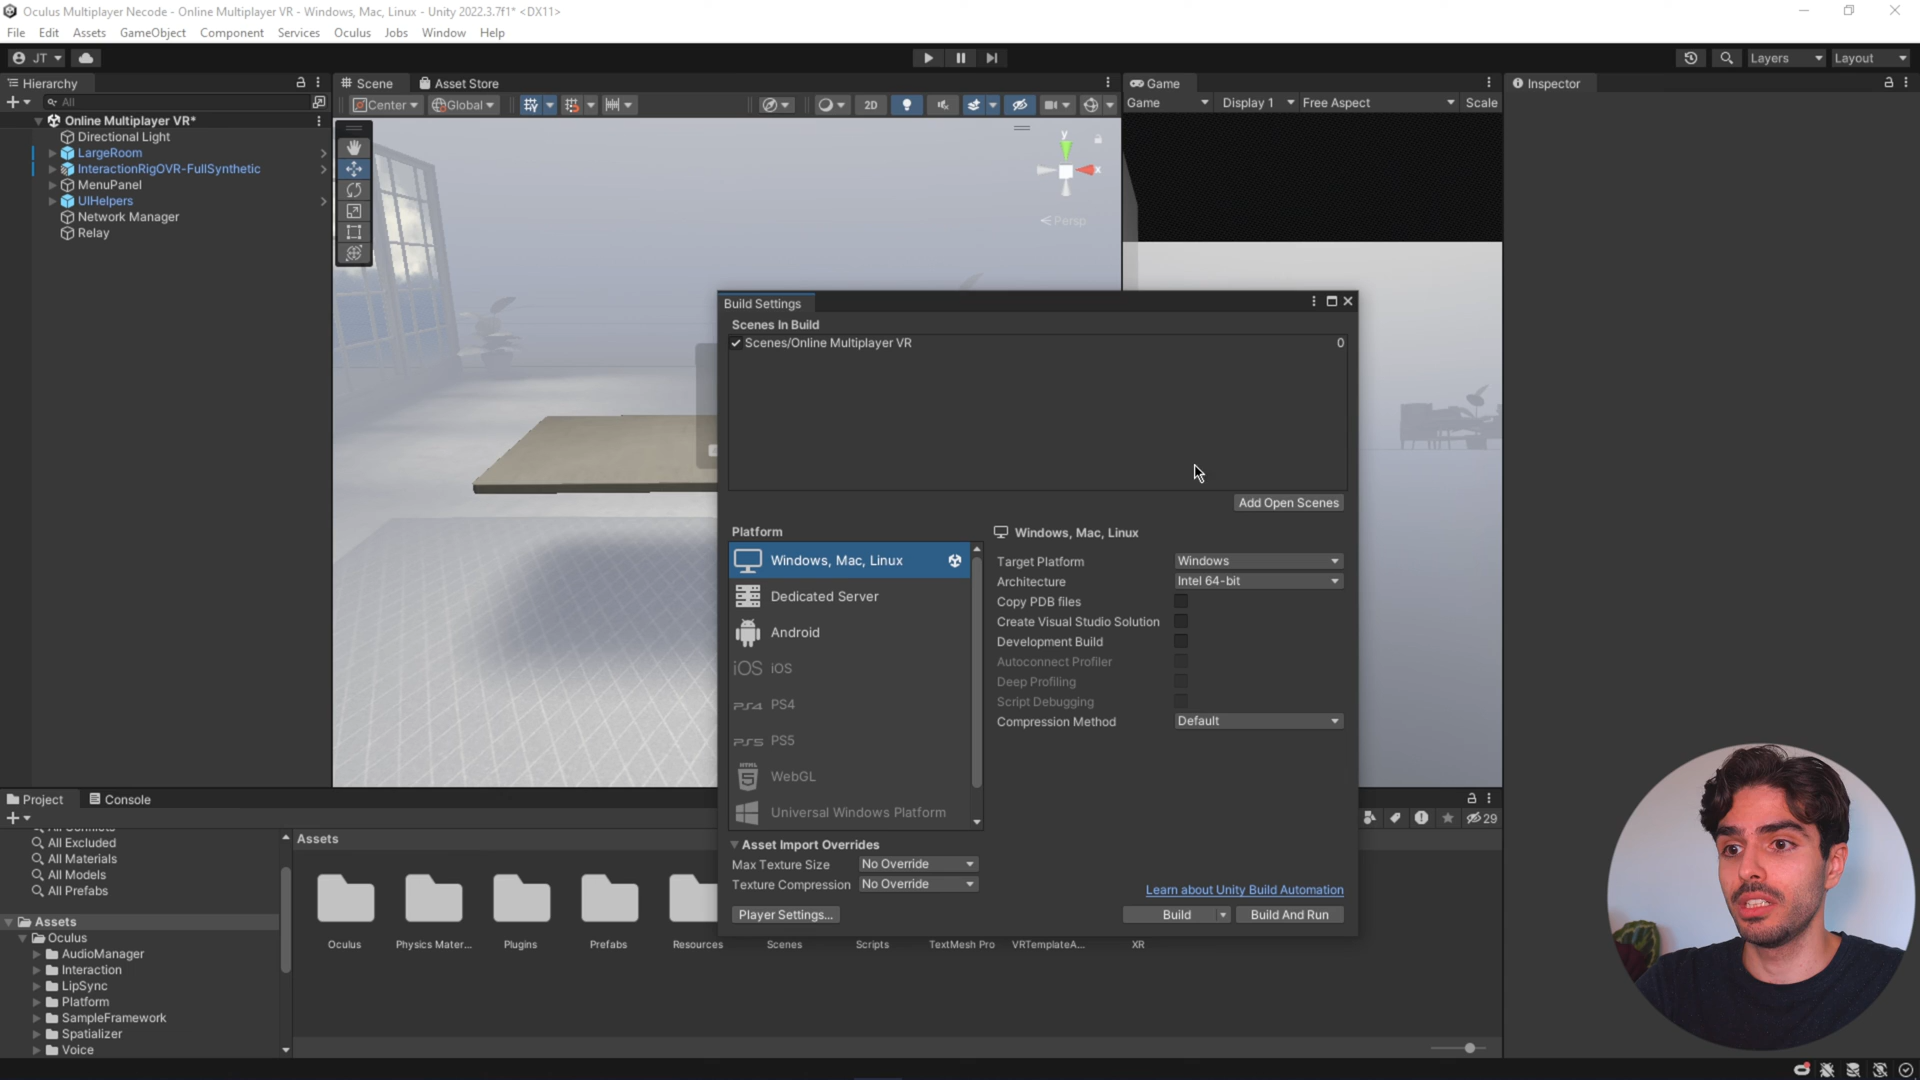 Oculus Multiplayer Necode - Online Multiplayer VR - Windows, Mac, Linux - Unity 2022.3.7f1* <DX11>
File Edit Assets GameObject Component Services Oculus Jobs Window Help
JT
Layers Layout
Hierarchy
All
Online Multiplayer VR*
Directional Light
LargeRoom
InteractionRigOVR-FullSynthetic
MenuPanel
UIHelpers
Network Manager
Relay
Scene Asset Store
Center Global 2D
y
x
Persp
Game
Game Display 1 Free Aspect Scale
Inspector
Build Settings
Scenes In Build
Scenes/Online Multiplayer VR 0
Add Open Scenes
Platform
Windows, Mac, Linux
Dedicated Server
Android
iOS iOS
PS4 PS4
PS5 PS5
HTML 5 WebGL
Universal Windows Platform
Windows, Mac, Linux
Target Platform Windows
Architecture Intel 64-bit
Copy PDB files
Create Visual Studio Solution
Development Build
Autoconnect Profiler
Deep Profiling
Script Debugging
Compression Method Default
Asset Import Overrides
Max Texture Size No Override
Texture Compression No Override
Learn about Unity Build Automation
Player Settings... Build Build And Run
Project Console
29
All Excluded
All Materials
All Models
All Prefabs
Assets
Oculus
AudioManager
Interaction
LipSync
Platform
SampleFramework
Spatializer
Voice
Assets
Oculus Physics Mater... Plugins Prefabs Resources Scenes Scripts TextMesh Pro VRTemplateA... XR